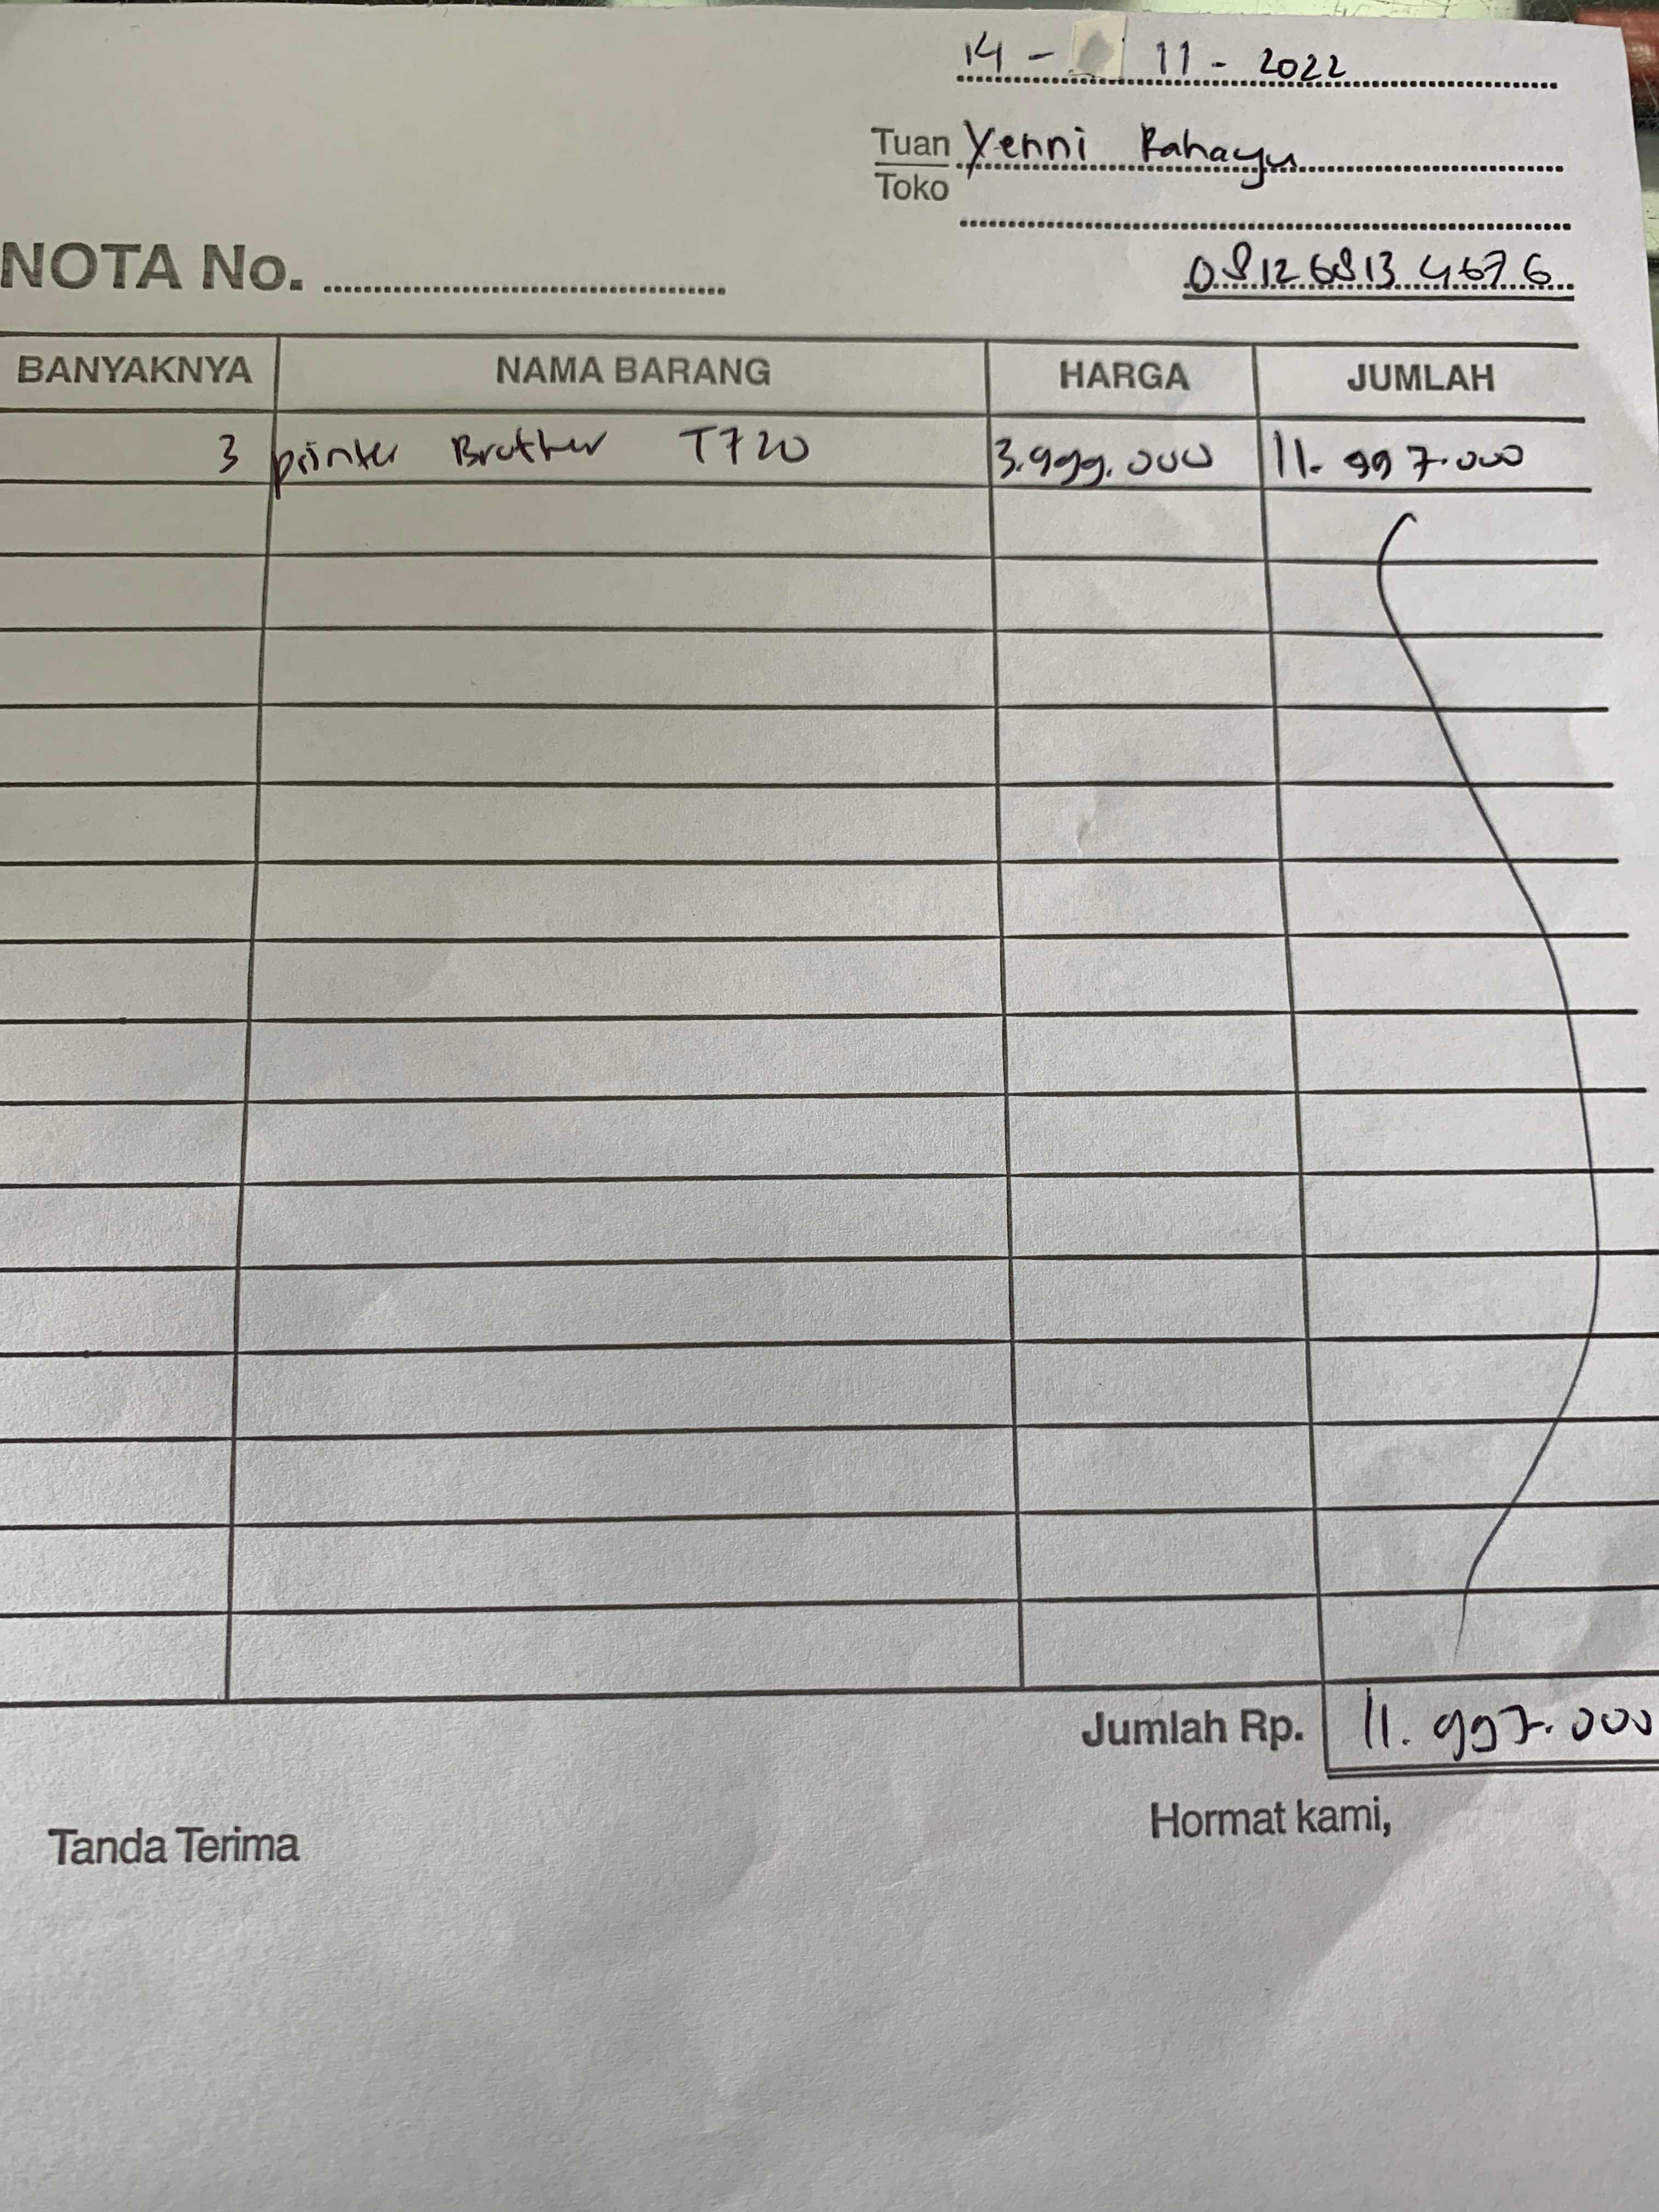 14 - 11 - 2022
Tuan Yenni Rahayu
Toko
NOTA No.
0812 6813 4676
BANYAKNYA NAMA BARANG HARGA JUMLAH
3 printer Brother T720 3.999.000 11.997.000
Jumlah Rp. 11.997.000
Tanda Terima Hormat kami,